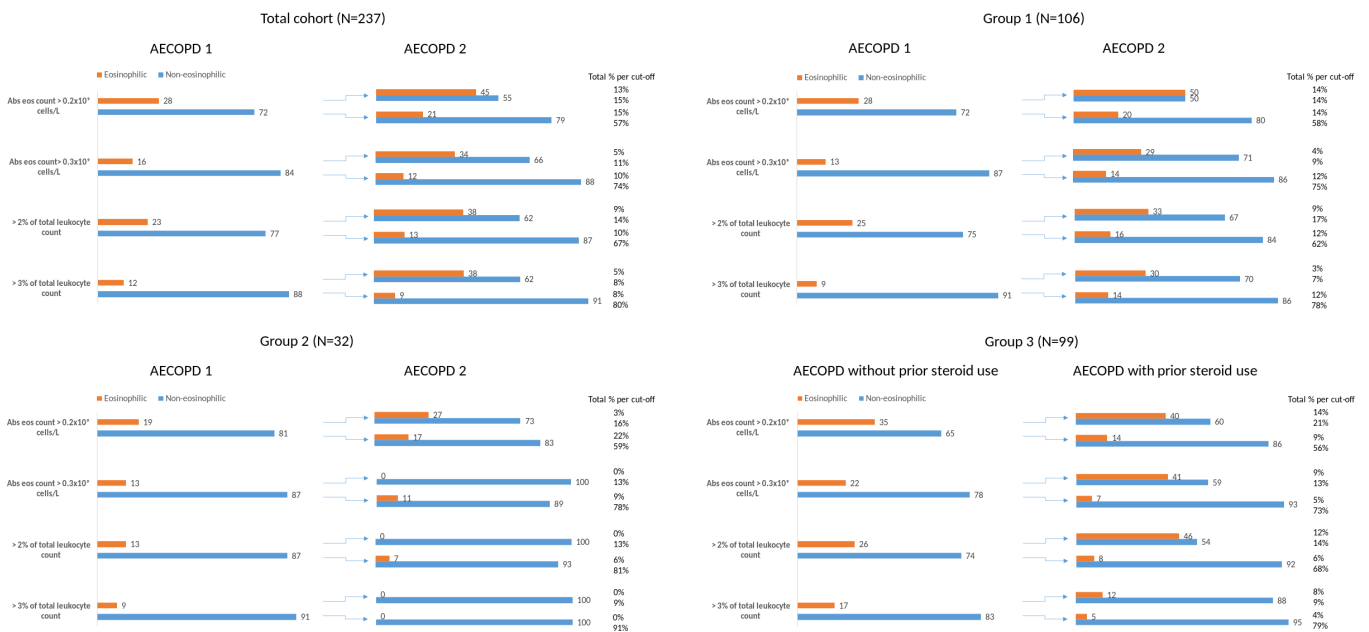 Total cohort (N=237)
AECOPD 1
AECOPD 2
Eosinophilic
Non-eosinophilic
Total % per cut-off
Abs eos count > 0.2x10⁹
cells/L
28
72
45
55
21
79
13%
15%
15%
57%
Abs eos count> 0.3x10⁹
cells/L
16
84
34
66
12
88
5%
11%
10%
74%
> 2% of total leukocyte
count
23
77
38
62
13
87
9%
14%
10%
67%
> 3% of total leukocyte
count
12
88
38
62
9
91
5%
8%
8%
80%
Group 1 (N=106)
AECOPD 1
AECOPD 2
Eosinophilic
Non-eosinophilic
Total % per cut-off
Abs eos count > 0.2x10⁹
cells/L
28
72
50
50
20
80
14%
14%
14%
58%
Abs eos count > 0.3x10⁹
cells/L
13
87
29
71
14
86
4%
9%
12%
75%
> 2% of total leukocyte
count
25
75
33
67
16
84
9%
17%
12%
62%
> 3% of total leukocyte
count
9
91
30
70
14
86
3%
7%
12%
78%
Group 2 (N=32)
AECOPD 1
AECOPD 2
Eosinophilic
Non-eosinophilic
Total % per cut-off
Abs eos count > 0.2x10⁹
cells/L
19
81
27
73
17
83
3%
16%
22%
59%
Abs eos count > 0.3x10⁹
cells/L
13
87
0
100
11
89
0%
13%
9%
78%
> 2% of total leukocyte
count
13
87
0
100
7
93
0%
13%
6%
81%
> 3% of total leukocyte
count
9
91
0
100
0
100
0%
9%
0%
91%
Group 3 (N=99)
AECOPD without prior steroid use
AECOPD with prior steroid use
Eosinophilic
Non-eosinophilic
Total % per cut-off
Abs eos count > 0.2x10⁹
cells/L
35
65
40
60
14
86
14%
21%
9%
56%
Abs eos count > 0.3x10⁹
cells/L
22
78
41
59
7
93
9%
13%
5%
73%
> 2% of total leukocyte
count
26
74
46
54
8
92
12%
14%
6%
68%
> 3% of total leukocyte
count
17
83
12
88
5
95
8%
9%
4%
79%